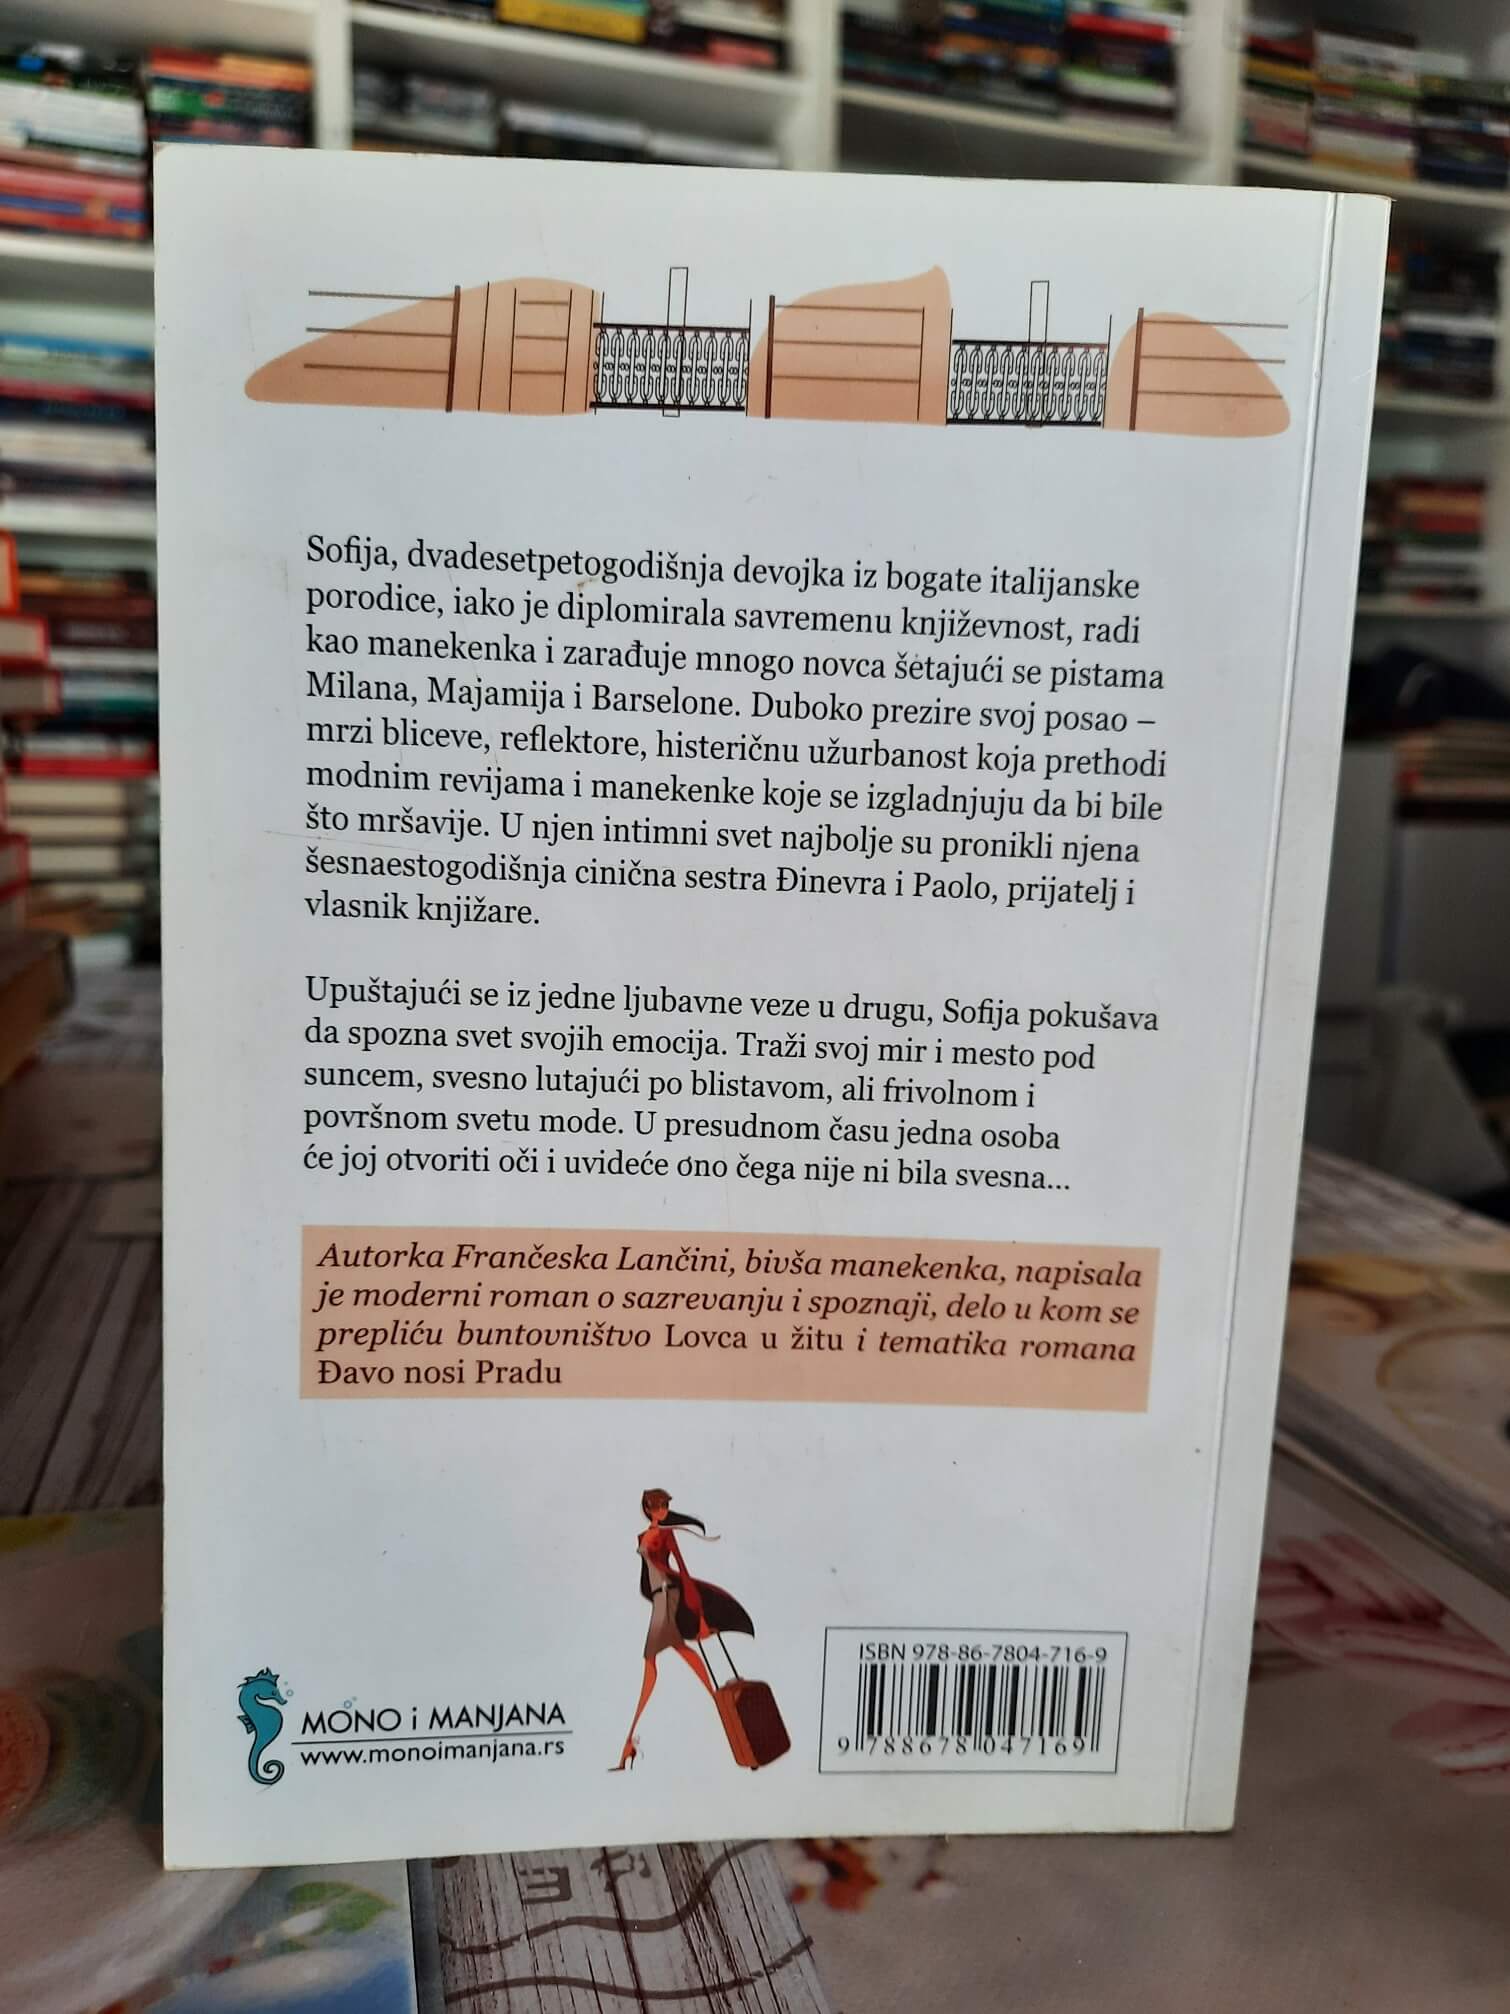 Sofija, dvadesetpetogodišnja devojka iz bogate italijanske
porodice, iako je diplomirala savremenu književnost, radi
kao manekenka i zarađuje mnogo novca šetajući se pistama
Milana, Majamija i Barselone. Duboko prezire svoj posao –
mrzi bliceve, reflektore, histeričnu užurbanost koja prethodi
modnim revijama i manekenke koje se izgladnjuju da bi bile
što mršavije. U njen intimni svet najbolje su pronikli njena
šesnaestogodišnja cinična sestra Đinevra i Paolo, prijatelj i
vlasnik knjižare.
Upuštajući se iz jedne ljubavne veze u drugu, Sofija pokušava
da spozna svet svojih emocija. Traži svoj mir i mesto pod
suncem, svesno lutajući po blistavom, ali frivolnom i
površnom svetu mode. U presudnom času jedna osoba
će joj otvoriti oči i uvideće ono čega nije ni bila svesna...
Autorka Frančeska Lančini, bivša manekenka, napisala
je moderni roman o sazrevanju i spoznaji, delo u kom se
prepliću buntovništvo Lovca u žitu i tematika romana
Đavo nosi Pradu
MONO i MANJANA
www.monoimanjana.rs
ISBN 978-86-7804-716-9
9 788678 047169